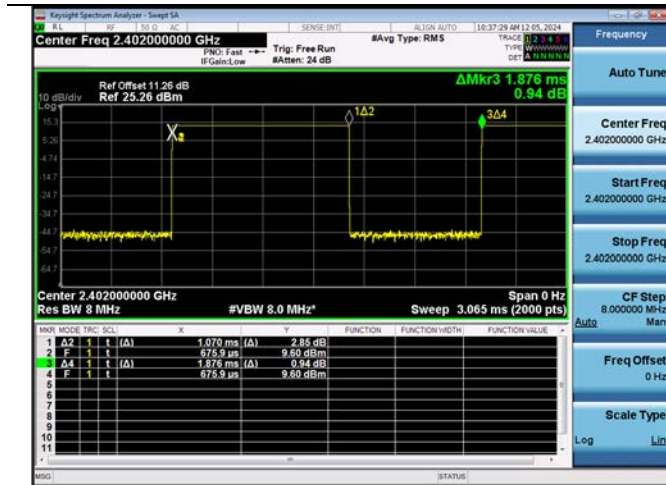 Keysight Spectrum Analyzer - Swept SA
RL RF 50 Ω AC SENSE:INT ALIGN AUTO 10:37:29 AM 12 05, 2024
Center Freq 2.402000000 GHz
PNO: Fast
IFGain:Low
Trig: Free Run
#Atten: 24 dB
#Avg Type: RMS
TRACE 1 2 3 4 5 6
TYPE
DET A N N N N N
Ref Offset 11.26 dB
Ref 25.26 dBm
10 dB/div
Log
ΔMkr3 1.876 ms
0.94 dB
15.3
5.26
-4.74
-14.7
-24.7
-34.7
-44.7
-54.7
-64.7
X
1Δ2
3Δ4
Center 2.402000000 GHz
Span 0 Hz
Res BW 8 MHz
#VBW 8.0 MHz*
Sweep 3.065 ms (2000 pts)
MKR MODE TRC SCL X Y FUNCTION FUNCTION WIDTH FUNCTION VALUE
1 Δ2 1 t (Δ) 1.070 ms (Δ) 2.85 dB
2 F 1 t 675.9 µs 9.60 dBm
3 Δ4 1 t (Δ) 1.876 ms (Δ) 0.94 dB
4 F 1 t 675.9 µs 9.60 dBm
5
6
7
8
9
10
11
MSG
STATUS
Frequency
Auto Tune
Center Freq
2.402000000 GHz
Start Freq
2.402000000 GHz
Stop Freq
2.402000000 GHz
CF Step
8.000000 MHz
Auto Man
Freq Offset
0 Hz
Scale Type
Log Lin